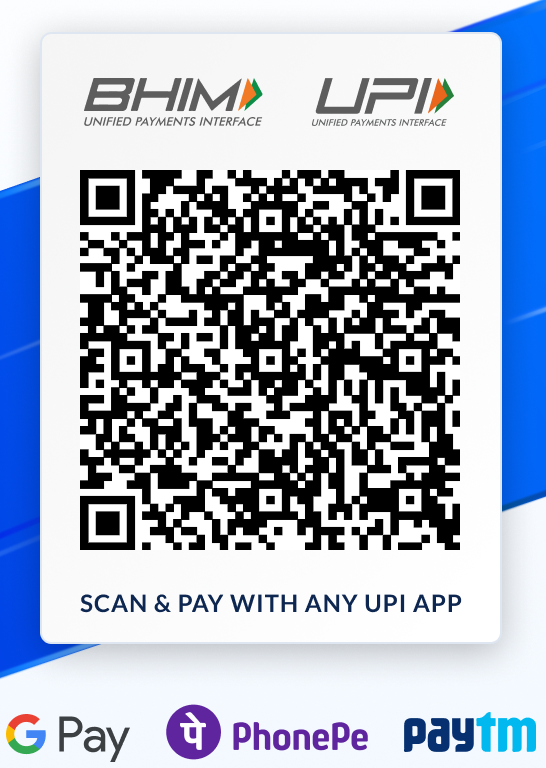 BHIM UPI
UNIFIED PAYMENTS INTERFACE UNIFIED PAYMENTS INTERFACE
SCAN & PAY WITH ANY UPI APP
G Pay पे PhonePe paytm